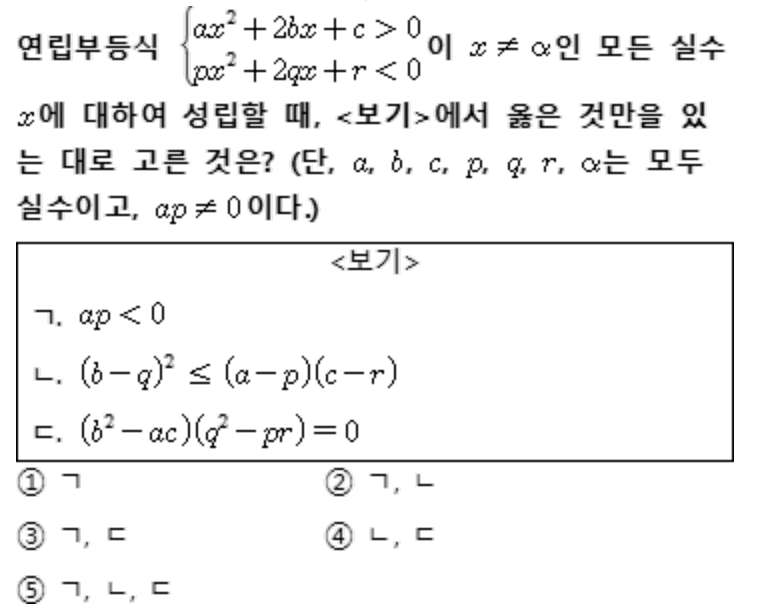 연립부등식 {ax² + 2bx + c > 0 px² + 2qx + r < 0 이 x ≠ α인 모든 실수
x에 대하여 성립할 때, <보기>에서 옳은 것만을 있
는 대로 고른 것은? (단, a, b, c, p, q, r, α는 모두
실수이고, ap ≠ 0이다.)
<보기>
ㄱ. ap < 0
ㄴ. (b − q)² ≤ (a − p)(c − r)
ㄷ. (b² − ac)(q² − pr) = 0
① ㄱ ② ㄱ, ㄴ
③ ㄱ, ㄷ ④ ㄴ, ㄷ
⑤ ㄱ, ㄴ, ㄷ